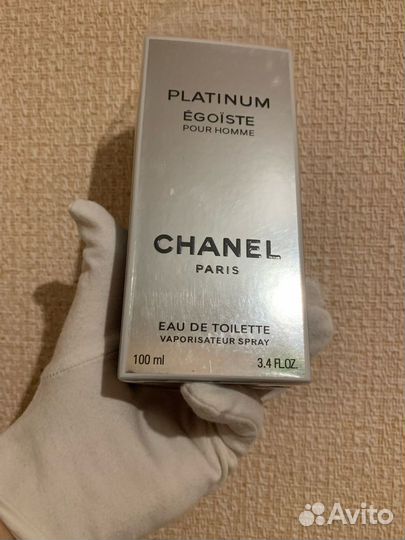 PLATINUM
ÉGOÏSTE
POUR HOMME
CHANEL
PARIS
EAU DE TOILETTE
VAPORISATEUR SPRAY
100 ml 3.4 FL.OZ.
Avito